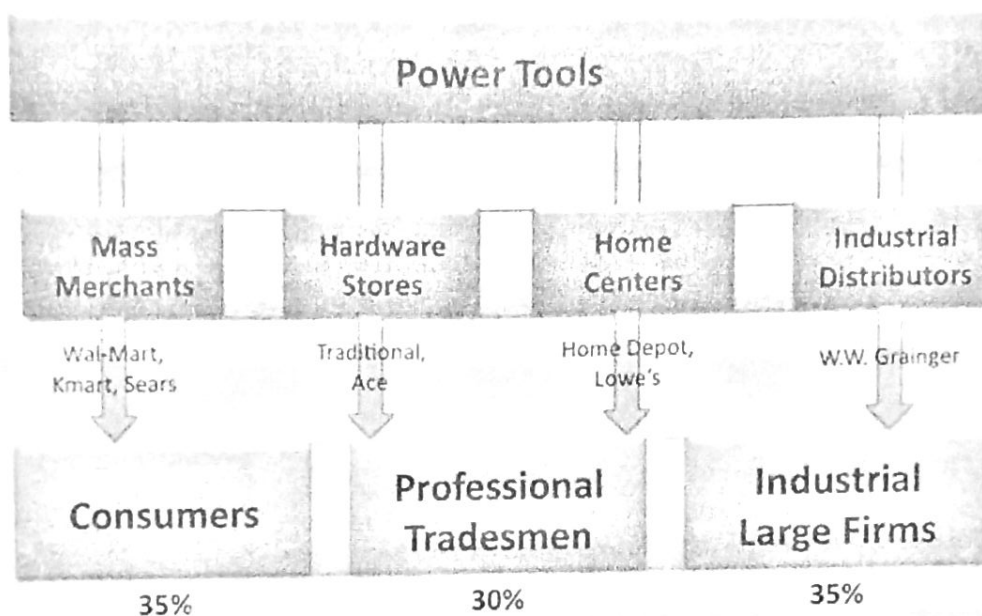 Power Tools
Mass
Merchants
Hardware
Stores
Home
Centers
Industrial
Distributors
Wal-Mart,
Kmart, Sears
Traditional,
Ace
Home Depot,
Lowe's
W.W. Grainger
Consumers
Professional
Tradesmen
Industrial
Large Firms
35%
30%
35%